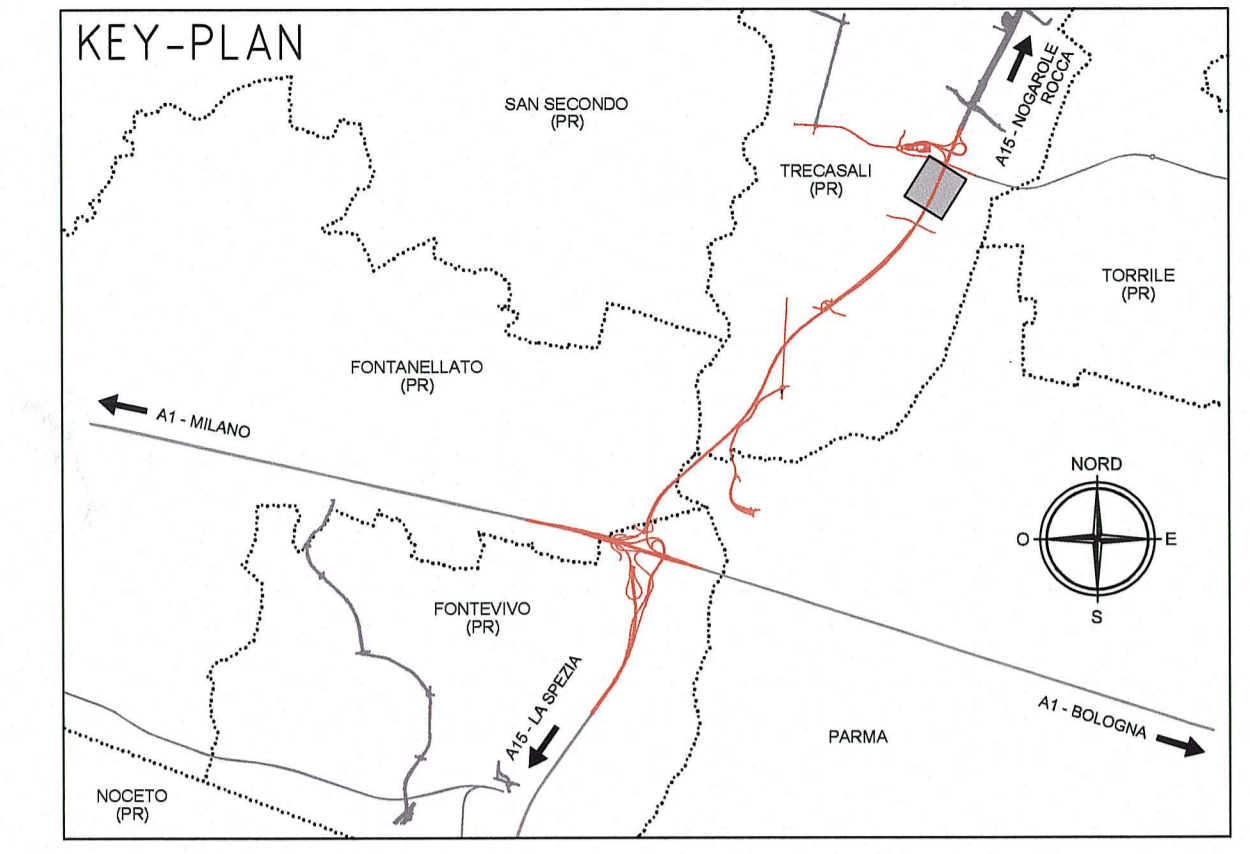 KEY-PLAN
SAN SECONDO
(PR)
A15 - NOGAROLE
ROCCA
TRECASALI
(PR)
TORRILE
(PR)
FONTANELLATO
(PR)
A1 - MILANO
NORD
O
E
S
FONTEVIVO
(PR)
A15 - LA SPEZIA
A1 - BOLOGNA
PARMA
NOCETO
(PR)